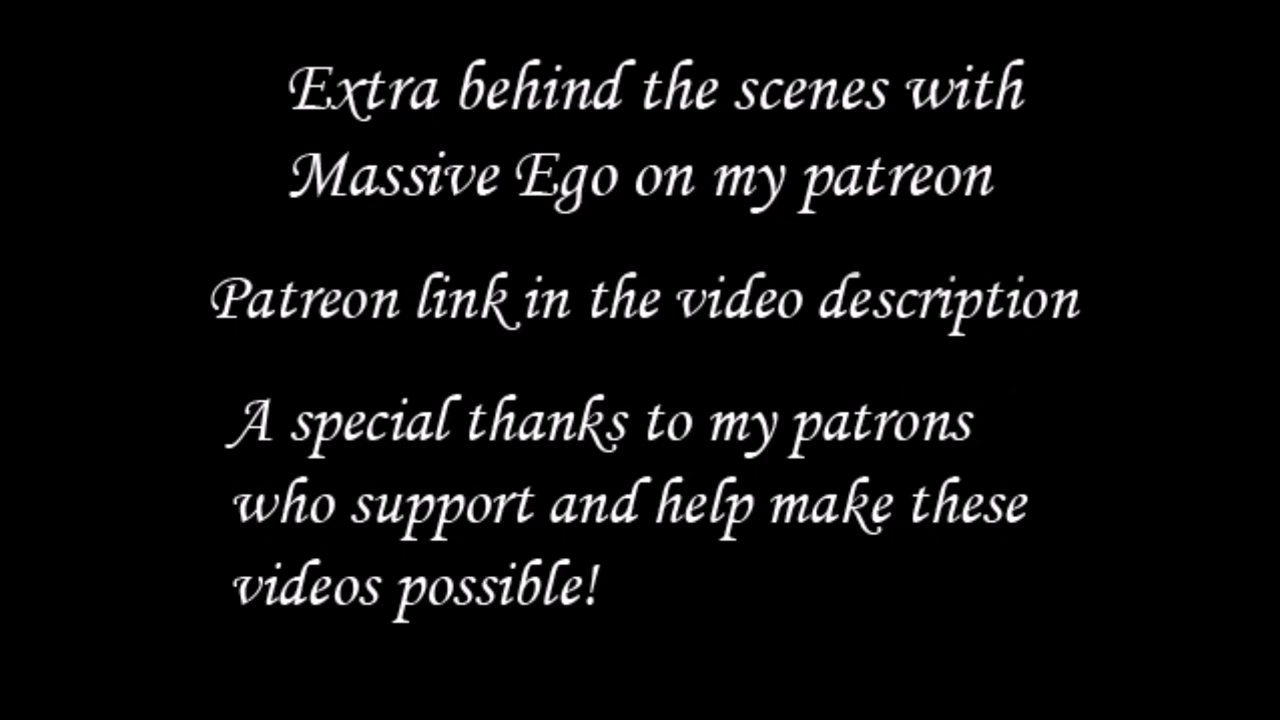 Extra behind the scenes with
Massive Ego on my patreon
Patreon link in the video description
A special thanks to my patrons
who support and help make these
videos possible!